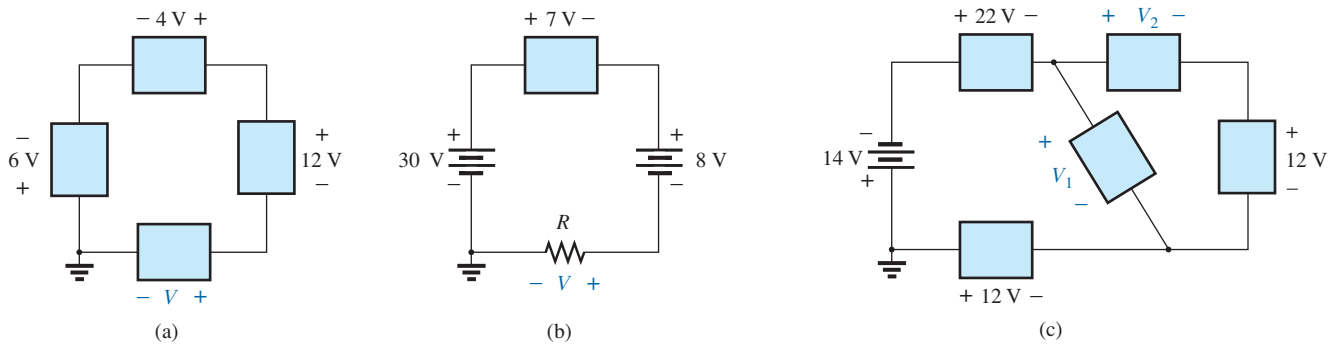 − 4 V +
−
6 V
+
+
12 V
−
− V +
(a)
+ 7 V −
+
30 V
−
+
8 V
−
R
− V +
(b)
+ 22 V −
+ V2 −
−
14 V
+
+
V1
−
+
12 V
−
+ 12 V −
(c)